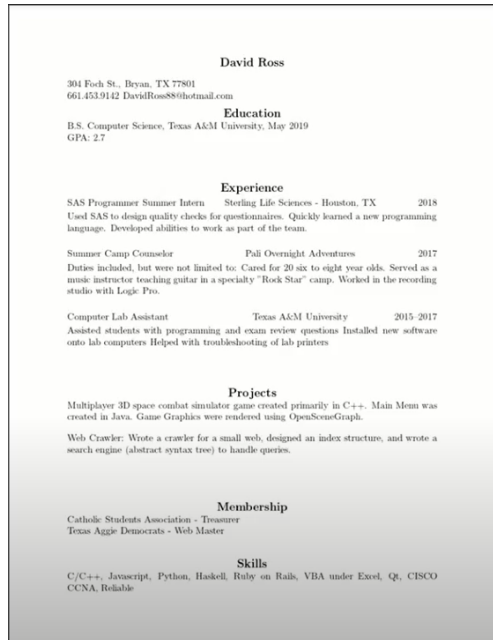 David Ross
304 Foch St., Bryan, TX 77801
661.453.9142 DavidRoss88@hotmail.com
Education
B.S. Computer Science, Texas A&M University, May 2019
GPA: 2.7
Experience
SAS Programmer Summer Intern Sterling Life Sciences - Houston, TX 2018
Used SAS to design quality checks for questionnaires. Quickly learned a new programming
language. Developed abilities to work as part of the team.
Summer Camp Counselor Pali Overnight Adventures 2017
Duties included, but were not limited to: Cared for 20 six to eight year olds. Served as a
music instructor teaching guitar in a specialty "Rock Star" camp. Worked in the recording
studio with Logic Pro.
Computer Lab Assistant Texas A&M University 2015-2017
Assisted students with programming and exam review questions Installed new software
onto lab computers Helped with troubleshooting of lab printers
Projects
Multiplayer 3D space combat simulator game created primarily in C++. Main Menu was
created in Java. Game Graphics were rendered using OpenSceneGraph.
Web Crawler: Wrote a crawler for a small web, designed an index structure, and wrote a
search engine (abstract syntax tree) to handle queries.
Membership
Catholic Students Association - Treasurer
Texas Aggie Democrats - Web Master
Skills
C/C++, Javascript, Python, Haskell, Ruby on Rails, VBA under Excel, Qt, CISCO
CCNA, Reliable